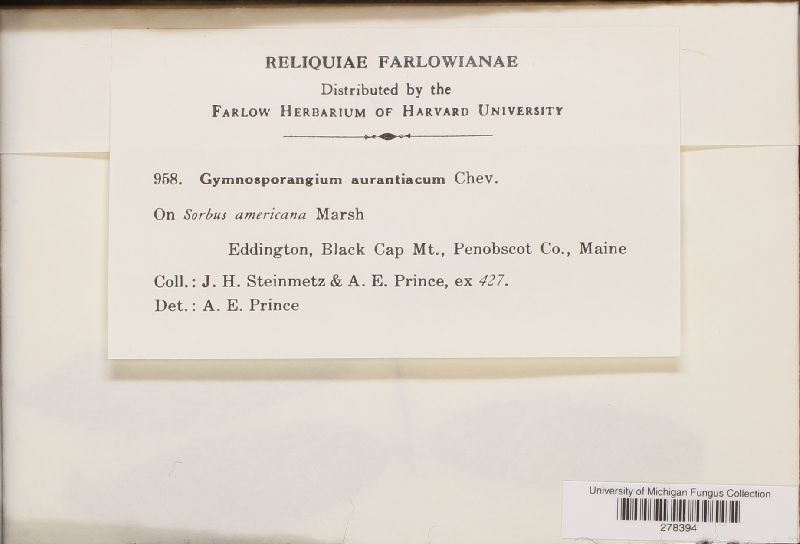 RELIQUIAE FARLOWIANAE
Distributed by the
FARLOW HERBARIUM OF HARVARD UNIVERSITY
958. Gymnosporangium aurantiacum Chev.
On Sorbus americana Marsh
Eddington, Black Cap Mt., Penobscot Co., Maine
Coll.: J. H. Steinmetz & A. E. Prince, ex 427.
Det.: A. E. Prince
University of Michigan Fungus Collection
278394